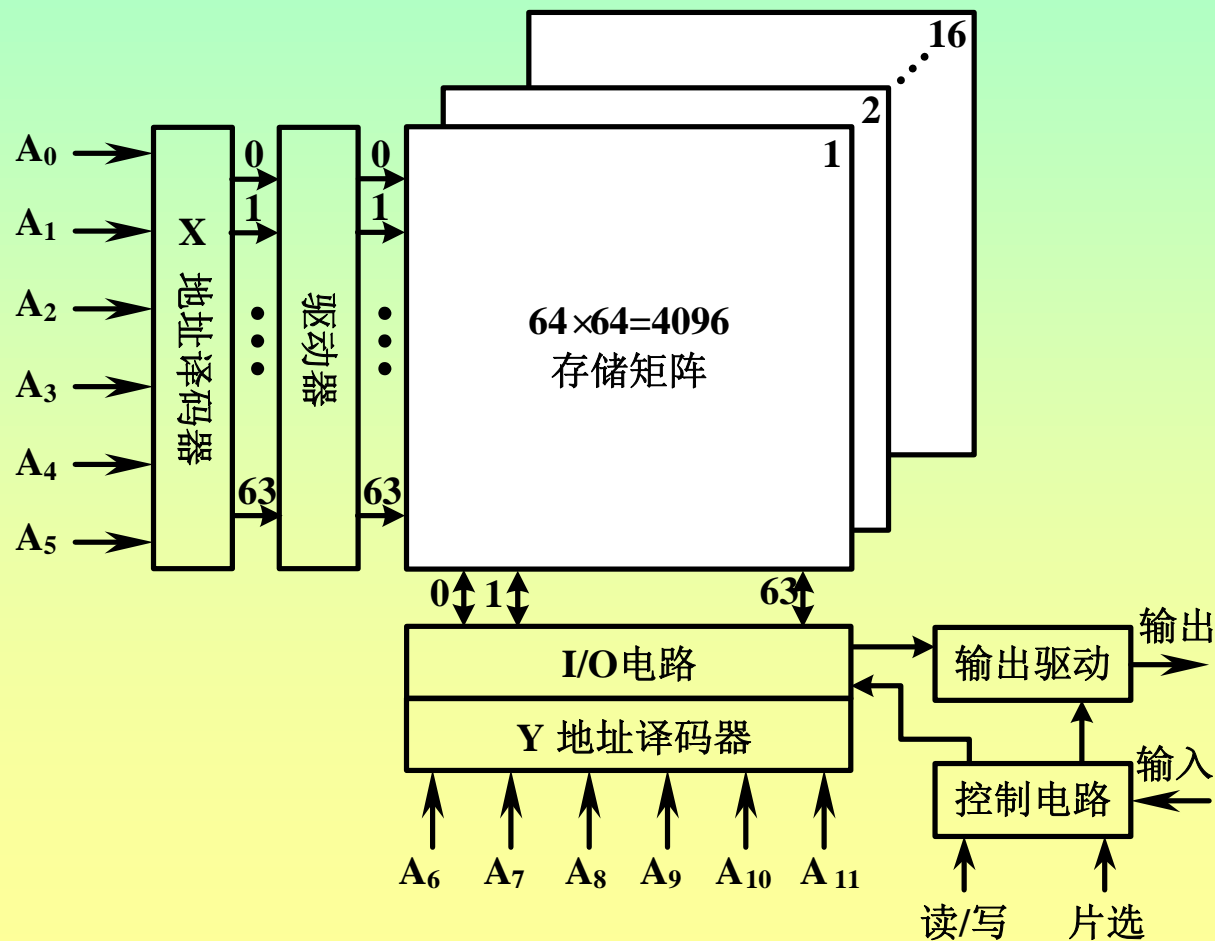 16
2
1
A0
A1
A2
A3
A4
A5
X
地址译码器
0
1
63
驱动器
0
1
63
64×64=4096
存储矩阵
0
1
63
I/O电路
Y 地址译码器
A6
A7
A8
A9
A10
A11
输出驱动
输出
控制电路
输入
读/写
片选